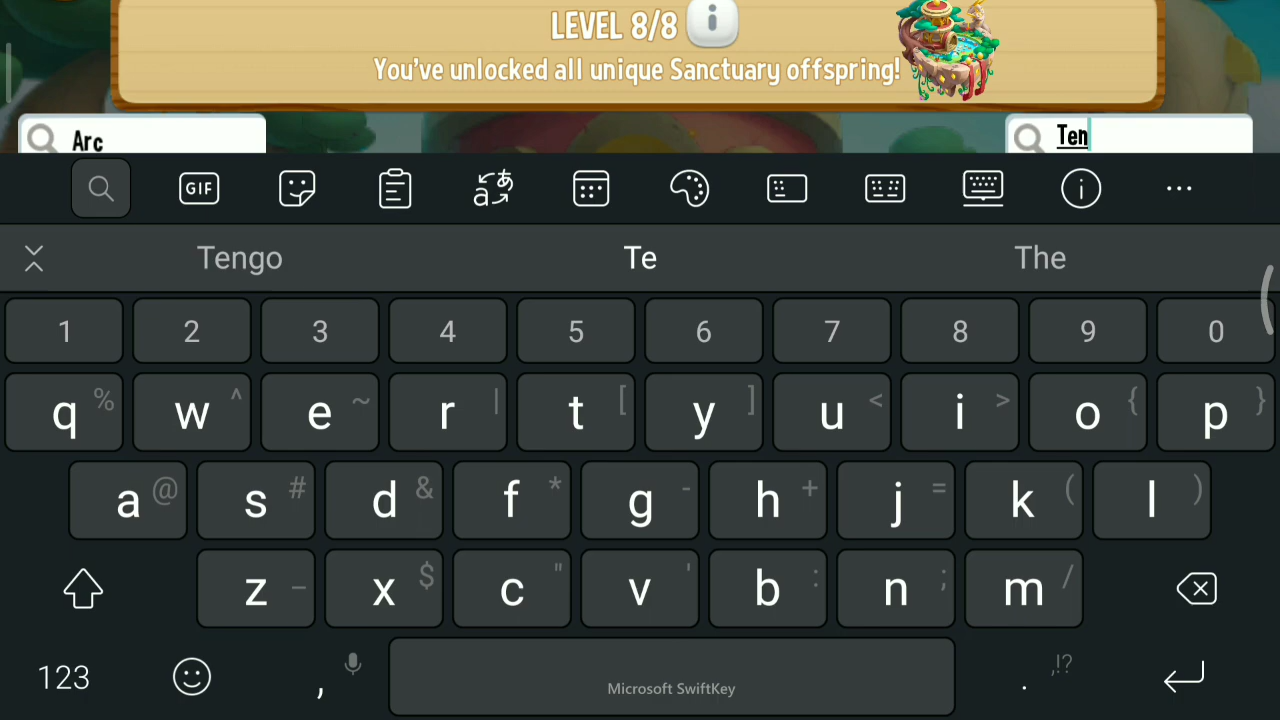 LEVEL 8/8 i
You've unlocked all unique Sanctuary offspring!
Arc
Ten
GIF
Tengo Te The
1 2 3 4 5 6 7 8 9 0
q % w ^ e ~ r | t [ y ] u < i > o { p }
a @ s # d & f * g - h + j = k ( l )
z _ x $ c " v ' b : n ; m /
123 , Microsoft SwiftKey . ,!?